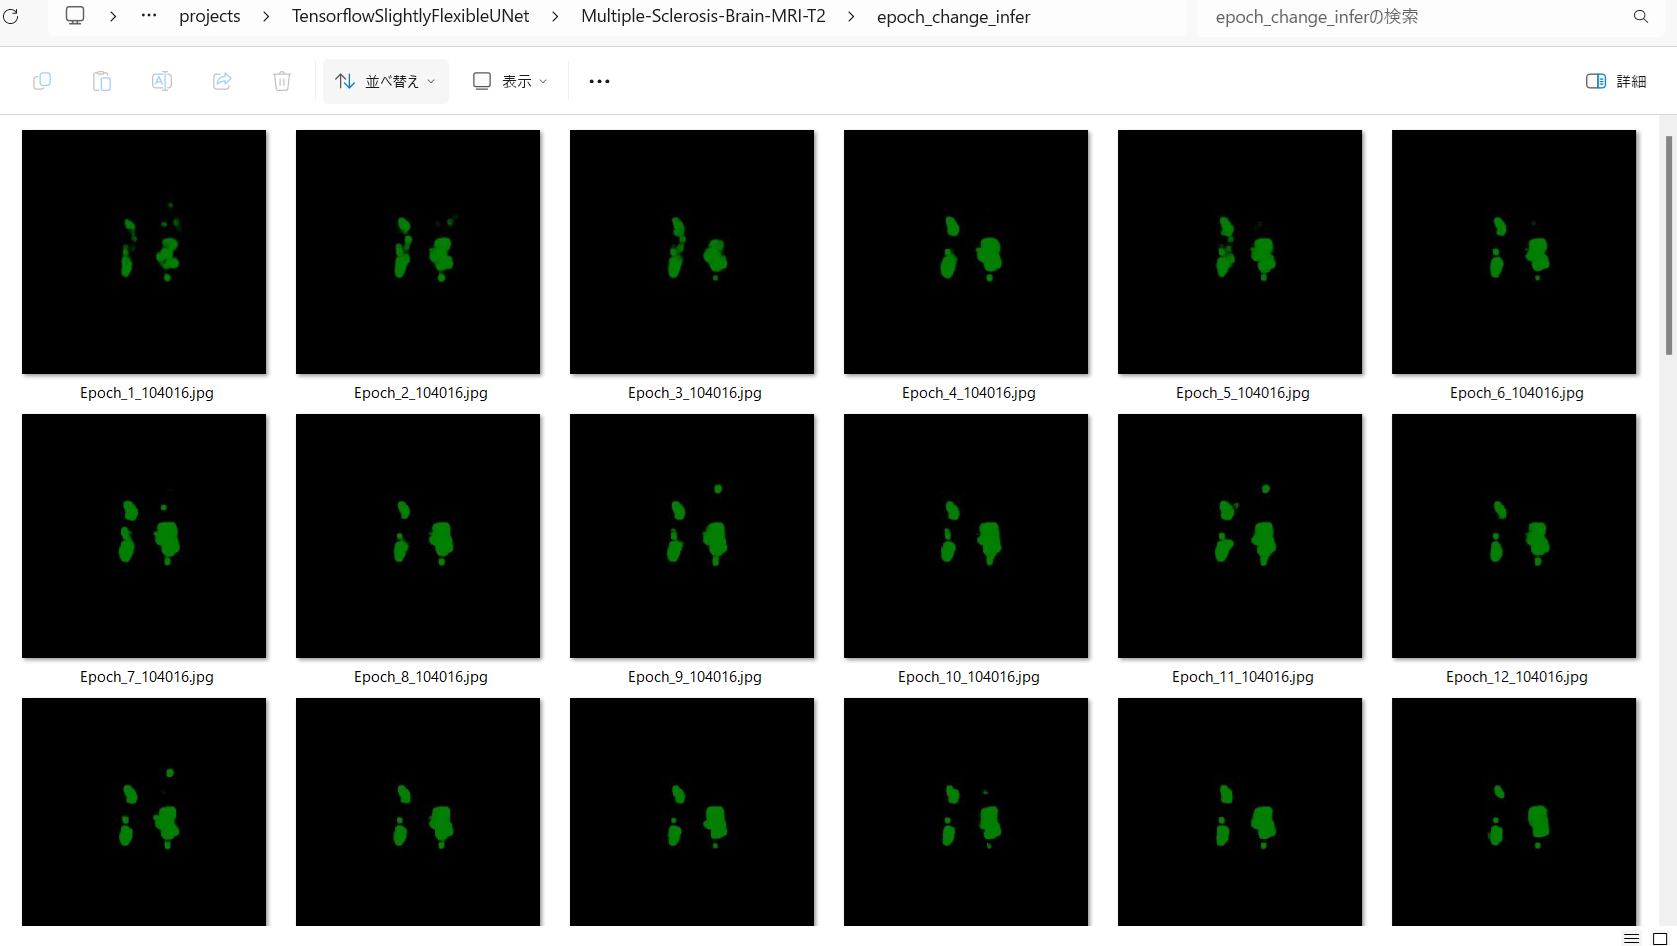 projects > TensorflowSlightlyFlexibleUNet > Multiple-Sclerosis-Brain-MRI-T2 > epoch_change_infer
epoch_change_inferの検索
並べ替え
表示
詳細
Epoch_1_104016.jpg
Epoch_2_104016.jpg
Epoch_3_104016.jpg
Epoch_4_104016.jpg
Epoch_5_104016.jpg
Epoch_6_104016.jpg
Epoch_7_104016.jpg
Epoch_8_104016.jpg
Epoch_9_104016.jpg
Epoch_10_104016.jpg
Epoch_11_104016.jpg
Epoch_12_104016.jpg